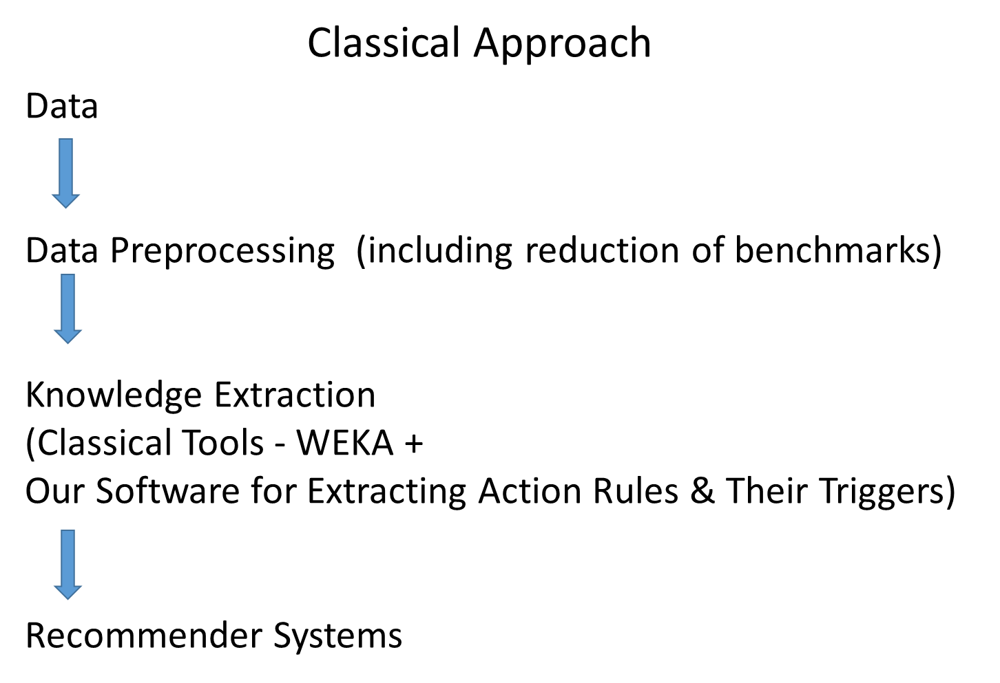 Classical Approach
Data
Data Preprocessing  (including reduction of benchmarks)
Knowledge Extraction
(Classical Tools - WEKA +
Our Software for Extracting Action Rules & Their Triggers)
Recommender Systems